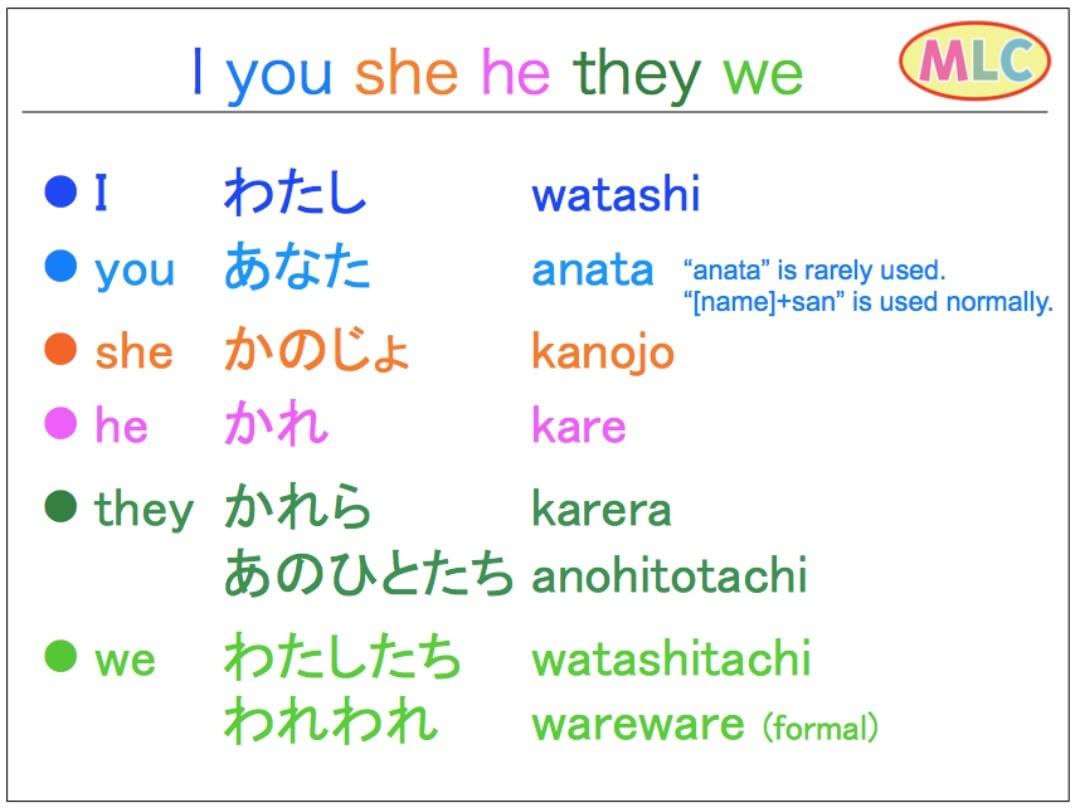 I you she he they we
MLC
I わたし watashi
you あなた anata "anata" is rarely used.
"[name]+san" is used normally.
she かのじょ kanojo
he かれ kare
they かれら karera
あのひとたち anohitotachi
we わたしたち watashitachi
われわれ wareware (formal)